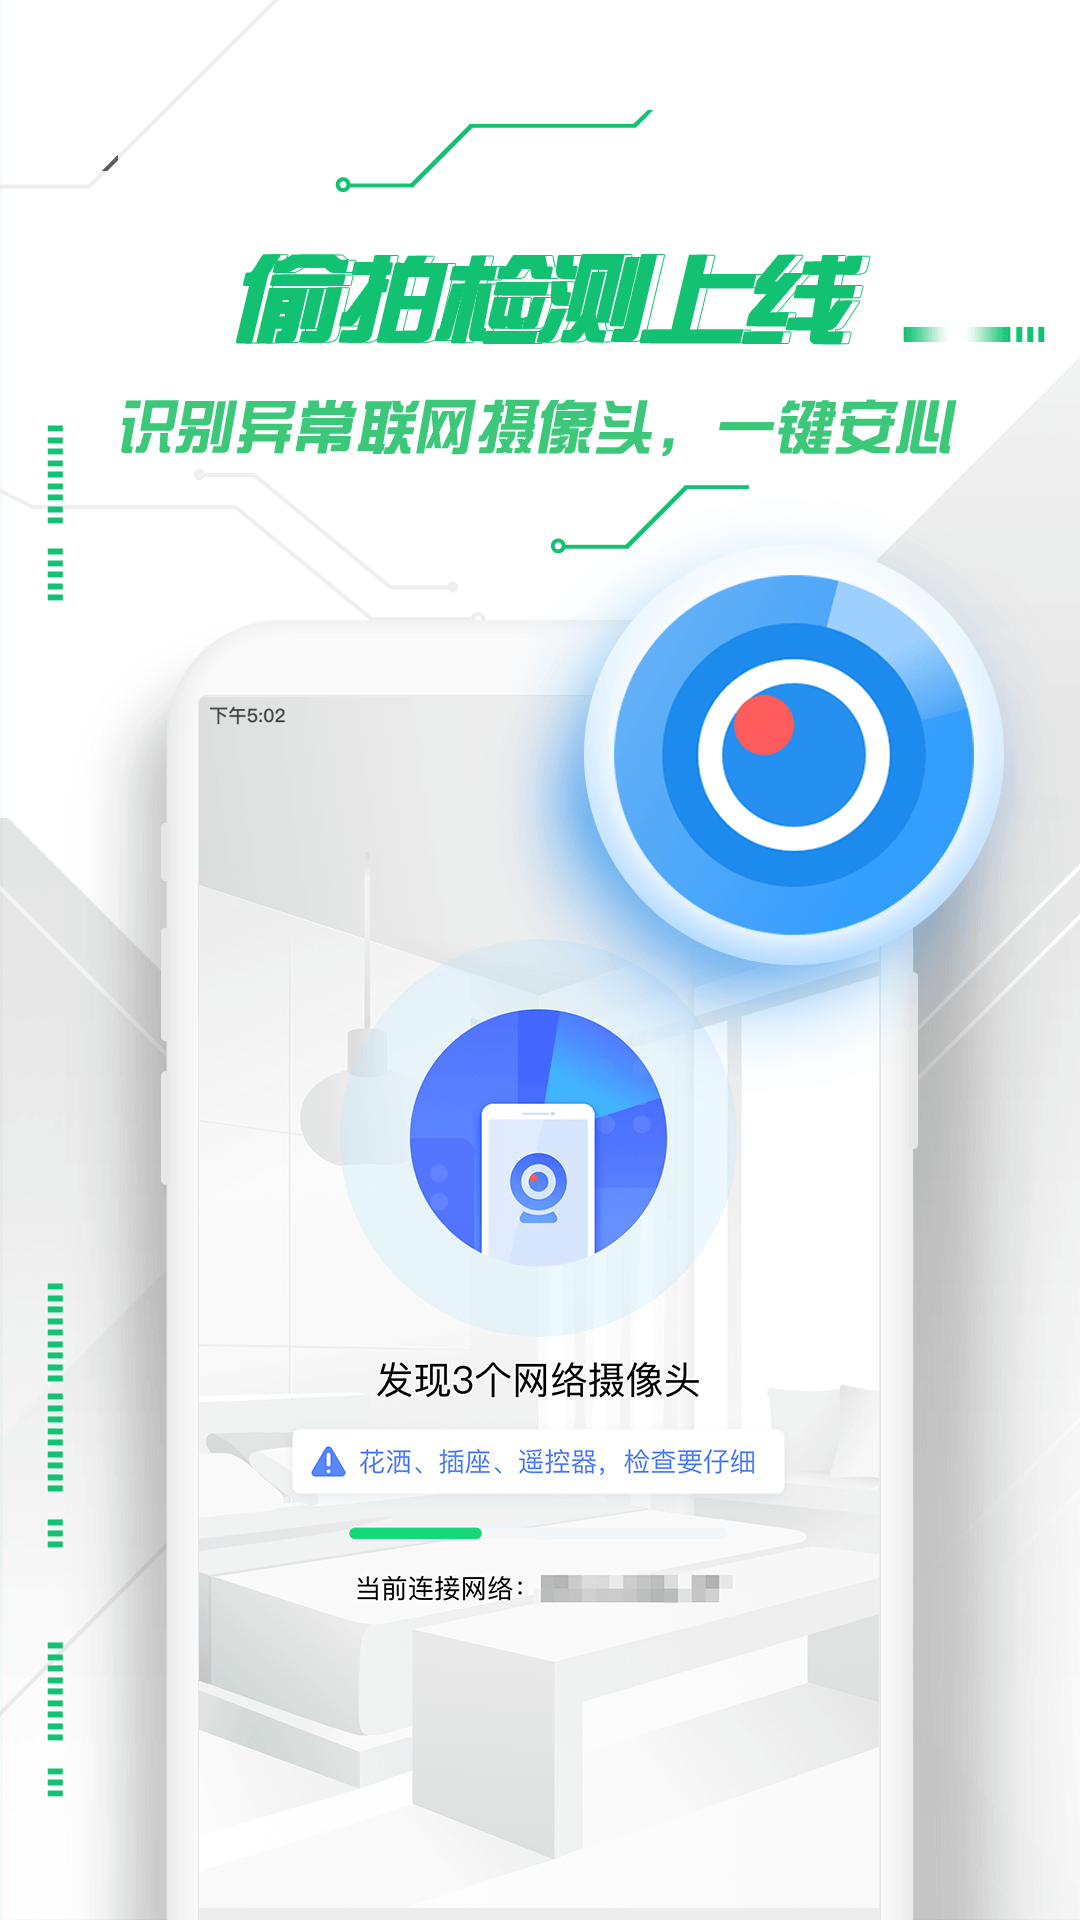 偷拍检测上线
识别异常联网摄像头，一键安心
下午5:02
发现3个网络摄像头
花洒、插座、遥控器，检查要仔细
当前连接网络：